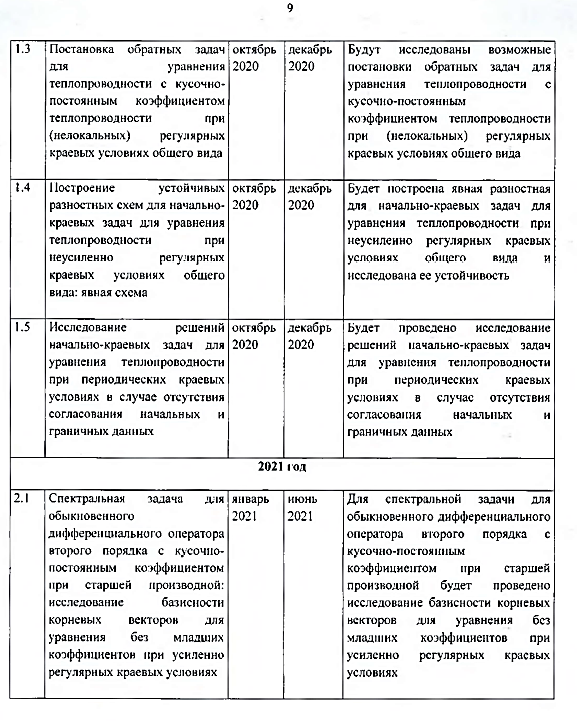 9
1.3 Постановка обратных задач октябрь декабрь Будут исследованы возможные
для уравнения 2020 2020 постановки обратных задач для
теплопроводности с кусочно- уравнения теплопроводности с
постоянным коэффициентом кусочно-постоянным
теплопроводности при коэффициентом теплопроводности
(нелокальных) регулярных при (нелокальных) регулярных
краевых условиях общего вида краевых условиях общего вида
1.4 Построение устойчивых октябрь декабрь Будет построена явная разностная
разностных схем для начально- 2020 2020 для начально-краевых задач для
краевых задач для уравнения уравнения теплопроводности при
теплопроводности при неусиленно регулярных краевых
неусиленно регулярных условиях общего вида и
краевых условиях общего исследована ее устойчивость
вида: явная схема
1.5 Исследование решений октябрь декабрь Будет проведено исследование
начально-краевых задач для 2020 2020 решений начально-краевых задач
уравнения теплопроводности для уравнения теплопроводности
при периодических краевых при периодических краевых
условиях в случае отсутствия условиях в случае отсутствия
согласования начальных и согласования начальных и
граничных данных граничных данных
2021 год
2.1 Спектральная задача для январь июнь Для спектральной задачи для
обыкновенного 2021 2021 обыкновенного дифференциального
дифференциального оператора оператора второго порядка с
второго порядка с кусочно- кусочно-постоянным
постоянным коэффициентом коэффициентом при старшей
при старшей производной: производной будет проведено
исследование базисности исследование базисности корневых
корневых векторов для векторов для уравнения без
уравнения без младших младших коэффициентов при
коэффициентов при усиленно усиленно регулярных краевых
регулярных краевых условиях условиях